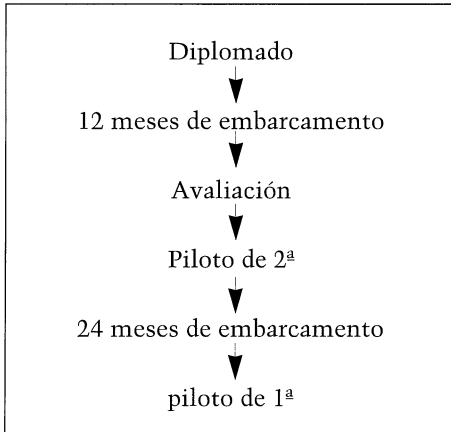 Diplomado
12 meses de embarcamento
Avaliación
Piloto de 2ª
24 meses de embarcamento
piloto de 1ª